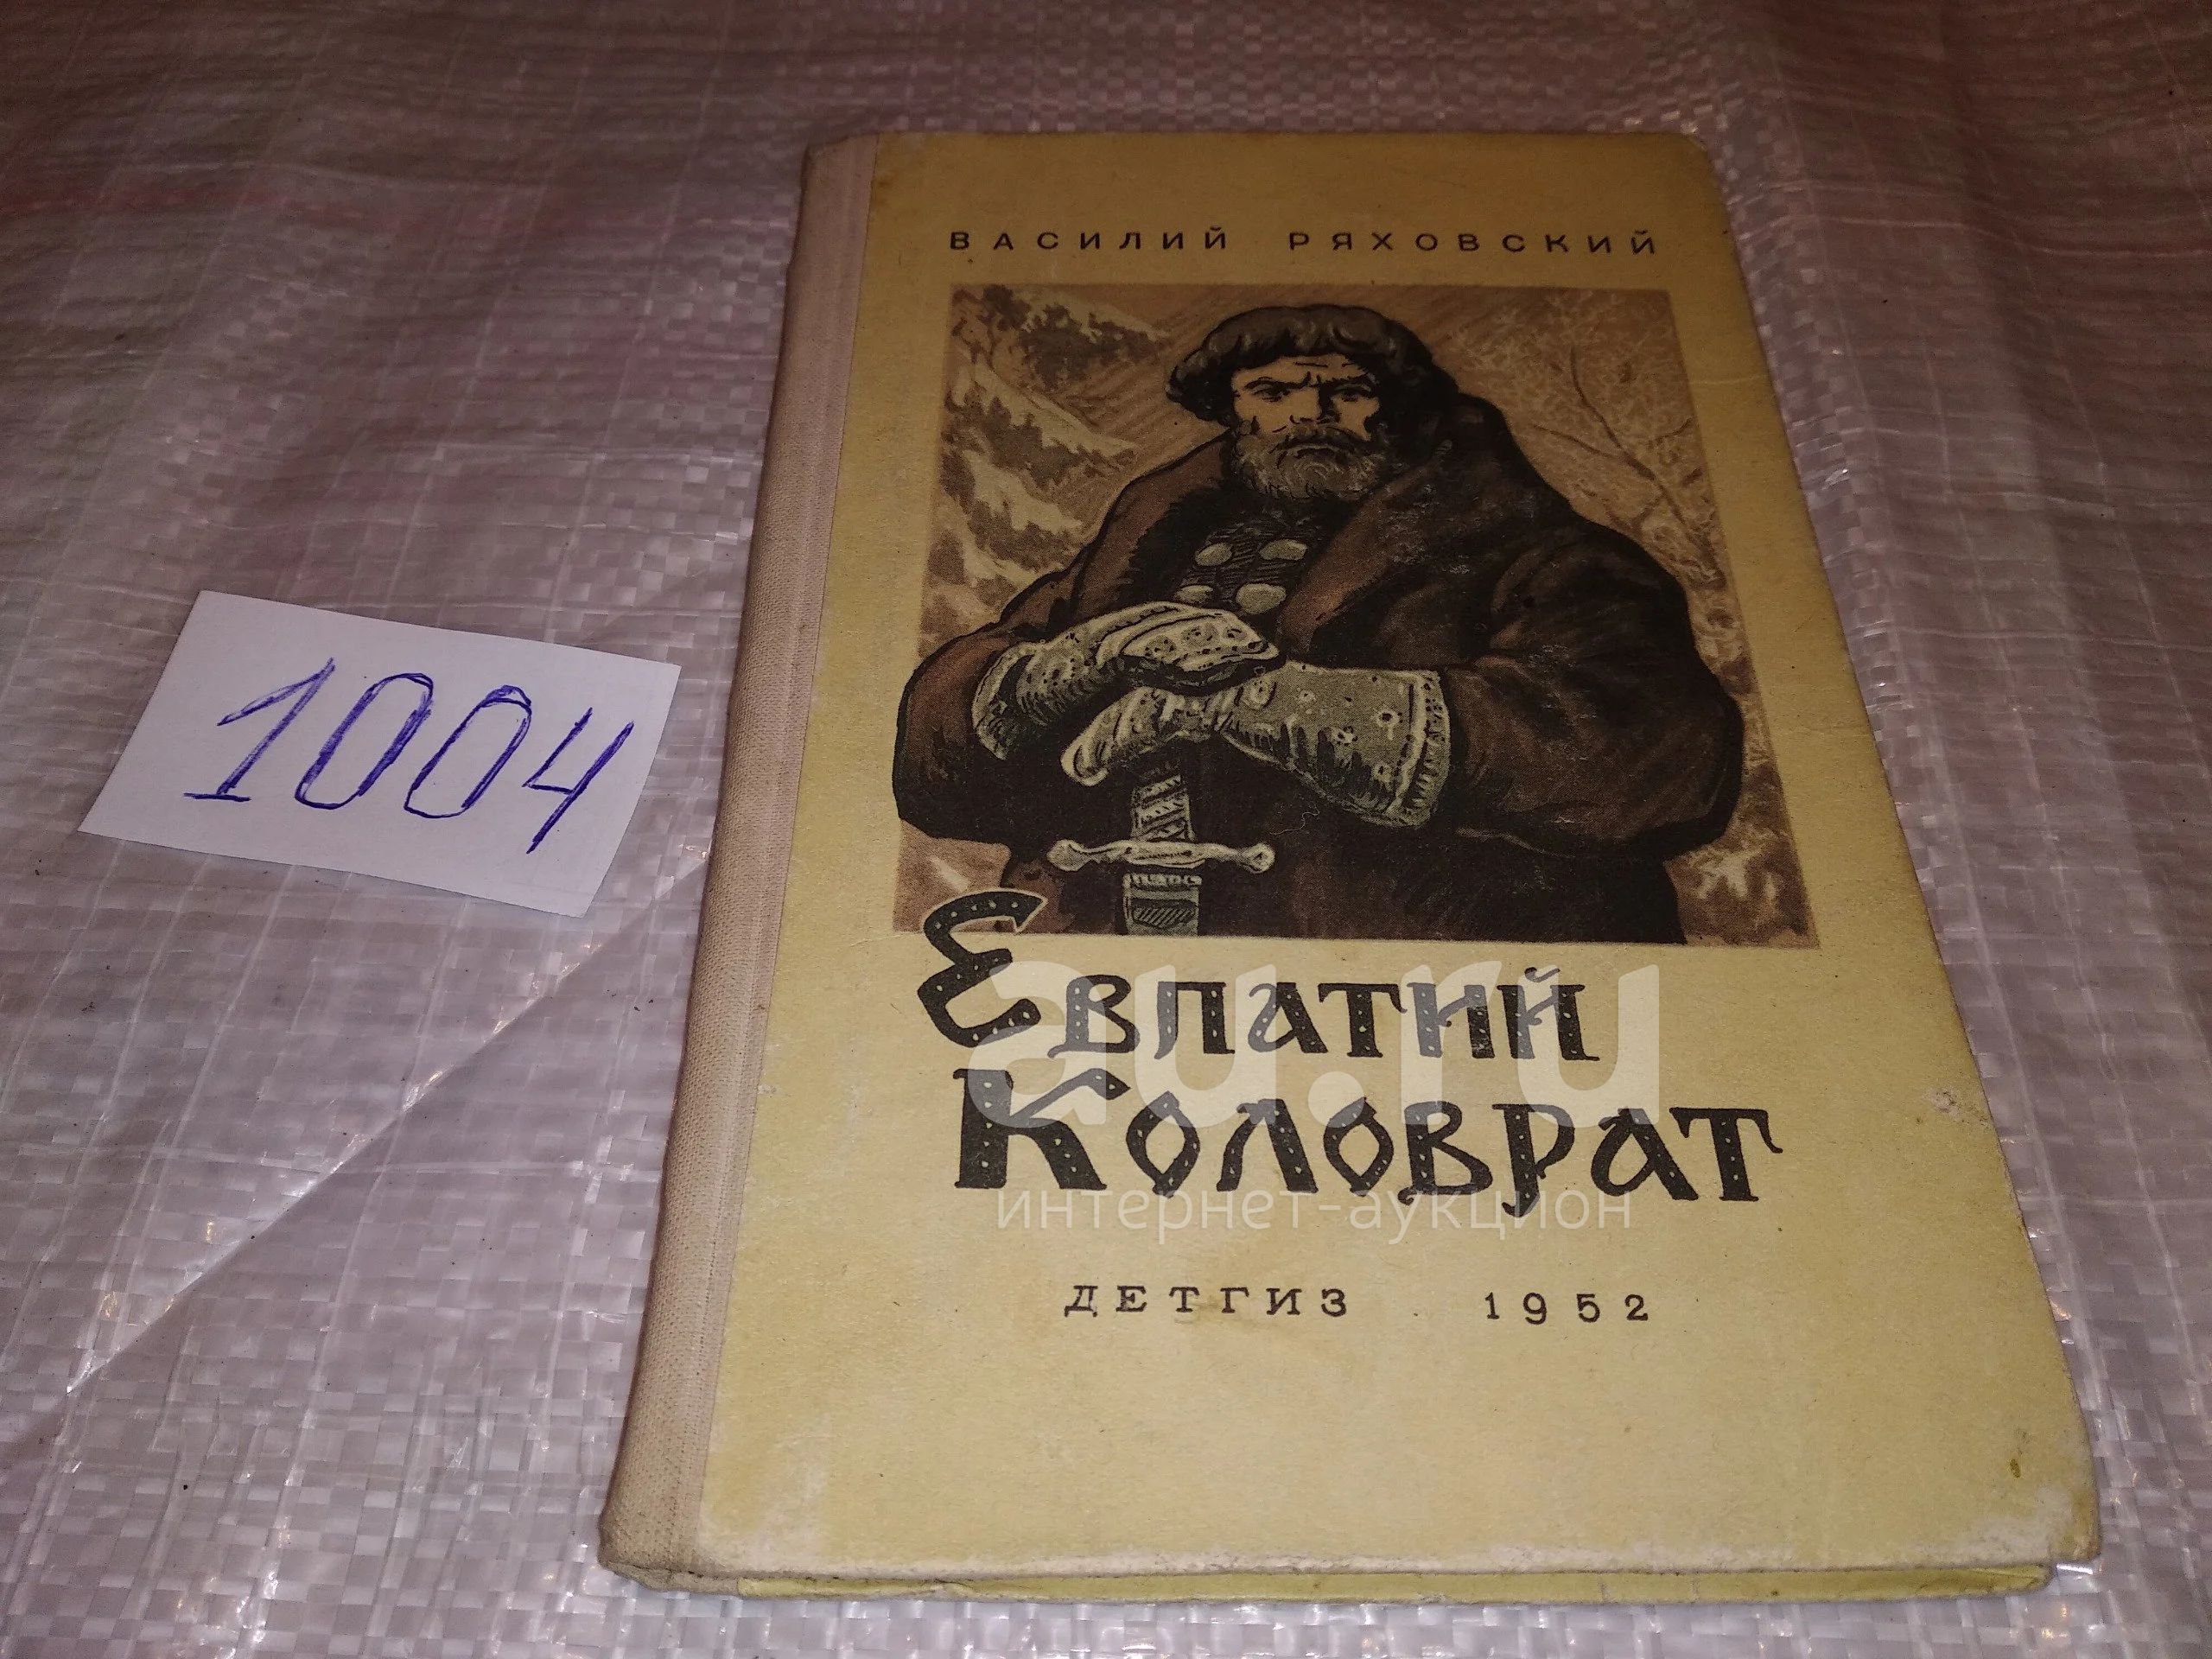 ВАСИЛИЙ РЯХОВСКИЙ
1004
ЕВПАТИЙ
КОЛОВРАТ
au.ru
интернет-аукцион
ДЕТГИЗ 1952